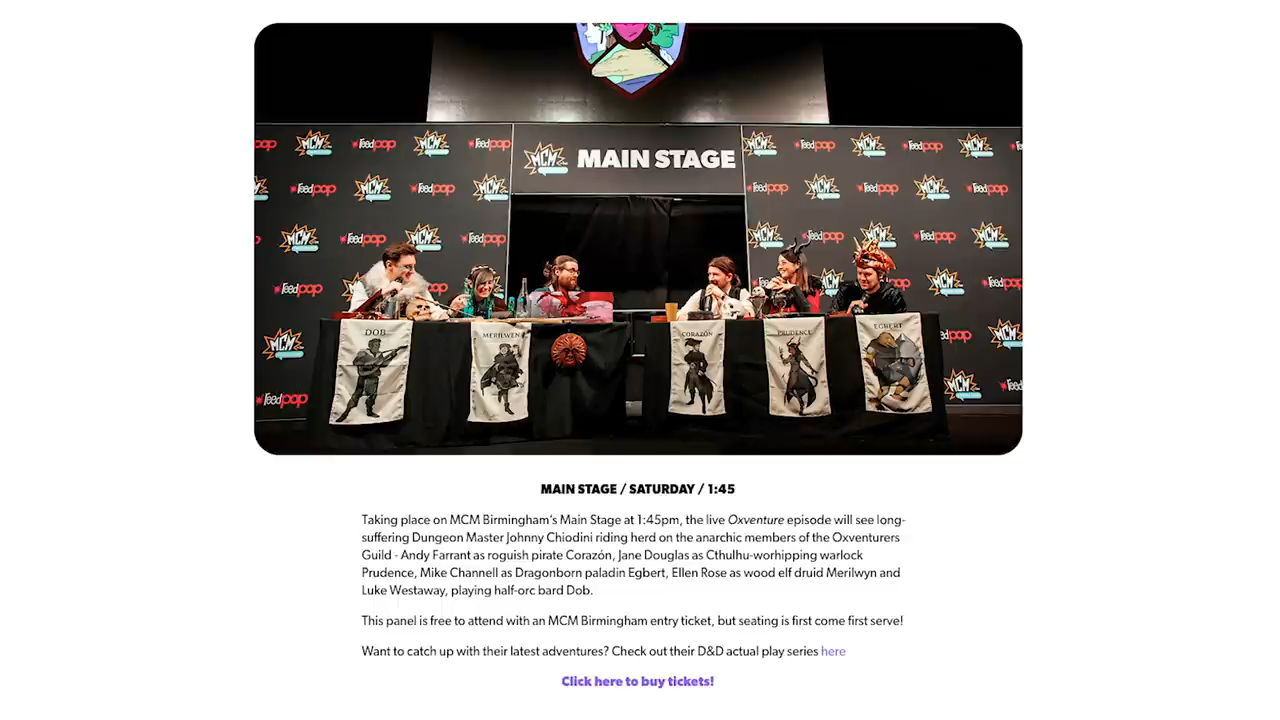 MCM MAIN STAGE
Feedpop
MCM
DOB
MERILWEN
CORAZÓN
PRUDENCE
EGBERT
MAIN STAGE / SATURDAY / 1:45
Taking place on MCM Birmingham's Main Stage at 1:45pm, the live Oxventure episode will see long-
suffering Dungeon Master Johnny Chiodini riding herd on the anarchic members of the Oxventurers
Guild - Andy Farrant as roguish pirate Corazón, Jane Douglas as Cthulhu-worhipping warlock
Prudence, Mike Channell as Dragonborn paladin Egbert, Ellen Rose as wood elf druid Merilwyn and
Luke Westaway, playing half-orc bard Dob.
This panel is free to attend with an MCM Birmingham entry ticket, but seating is first come first serve!
Want to catch up with their latest adventures? Check out their D&D actual play series here
Click here to buy tickets!